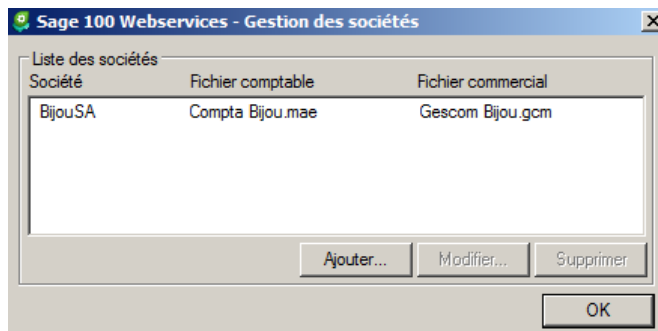 Sage 100 Webservices - Gestion des sociétés
Liste des sociétés
Société Fichier comptable Fichier commercial
BijouSA Compta Bijou.mae Gescom Bijou.gcm
Ajouter... Modifier... Supprimer
OK